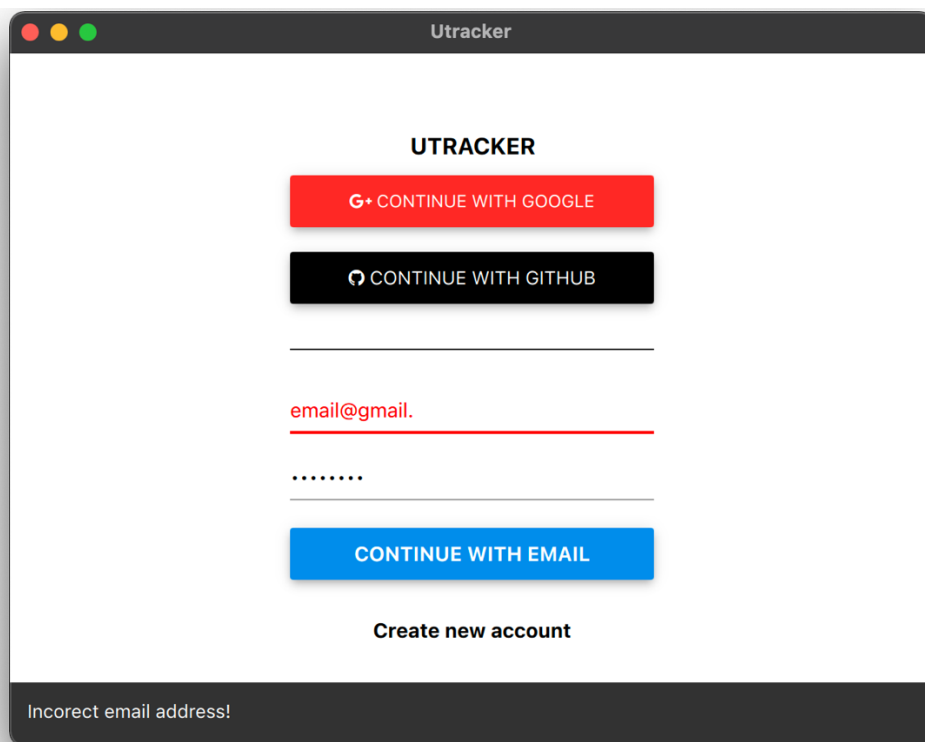 Utracker
UTRACKER
G+ CONTINUE WITH GOOGLE
CONTINUE WITH GITHUB
email@gmail.
••••••••
CONTINUE WITH EMAIL
Create new account
Incorect email address!